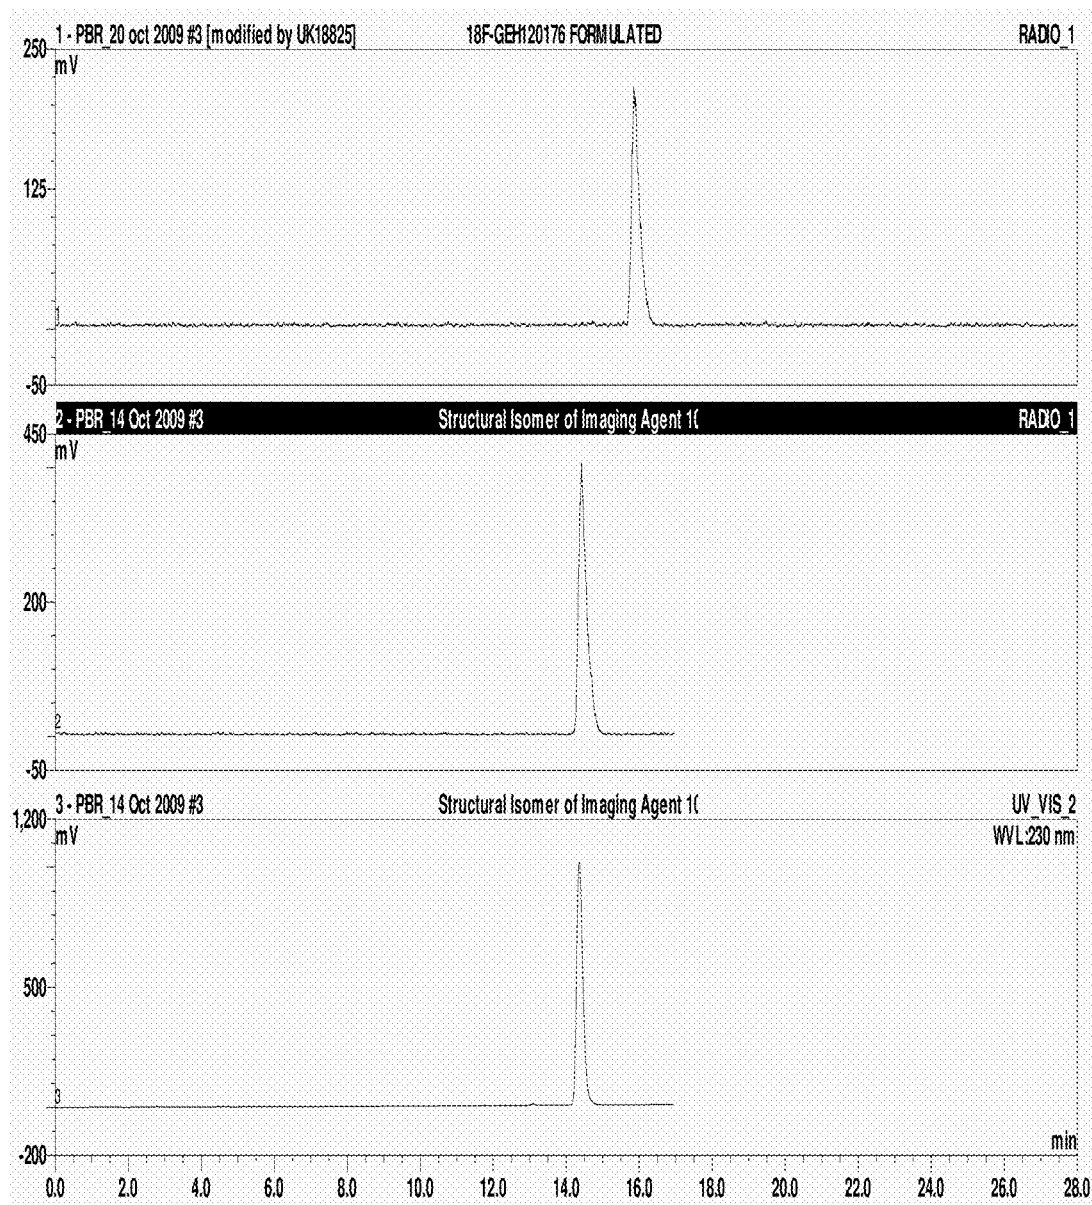 1 - PBR_20 oct 2009 #3 [modified by UK18825] 18F-GEH120176 FORMULATED RADIO_1
250
mV
125
1
-50
2 - PBR_14 Oct 2009 #3 Structural Isomer of Imaging Agent 1( RADIO_1
450
mV
200
2
-50
3 - PBR_14 Oct 2009 #3 Structural Isomer of Imaging Agent 1( UV_VIS_2
1,200
mV WVL:230 nm
500
3
min
-200
0.0 2.0 4.0 6.0 8.0 10.0 12.0 14.0 16.0 18.0 20.0 22.0 24.0 26.0 28.0